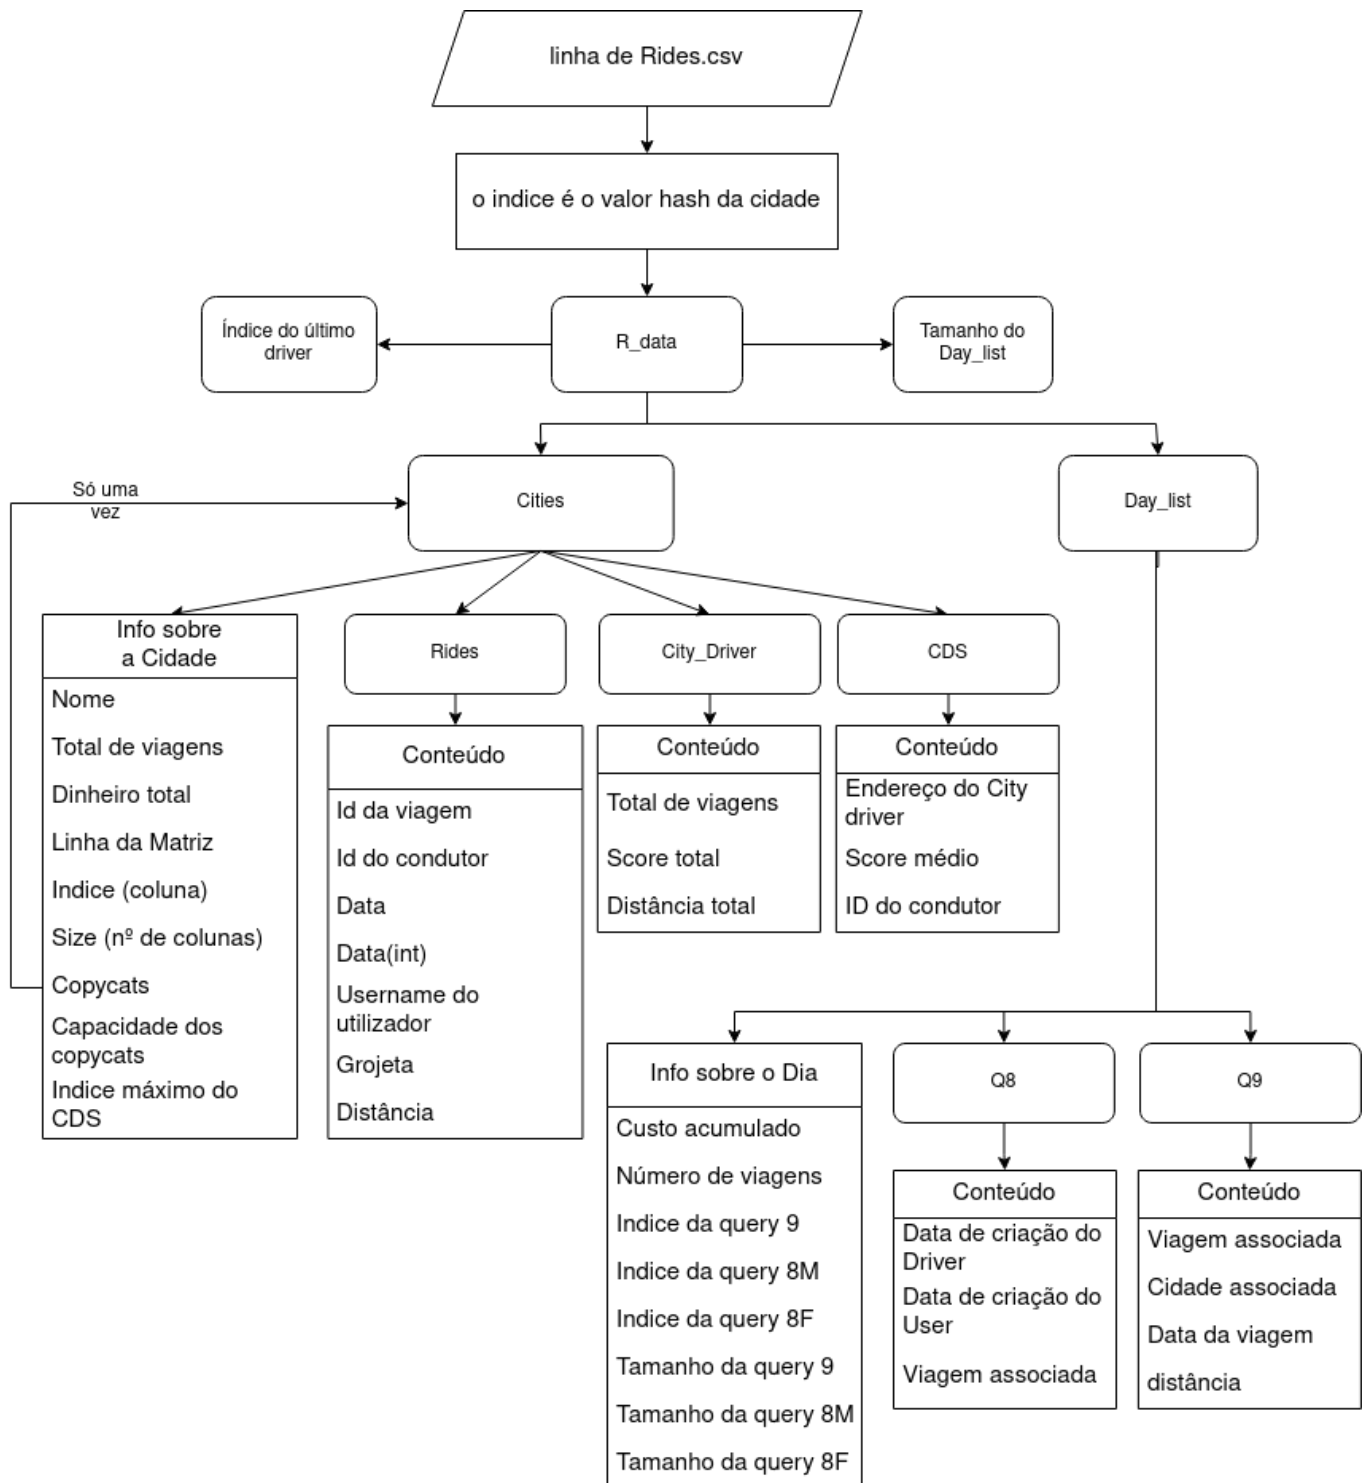 linha de Rides.csv
o indice é o valor hash da cidade
Índice do último
driver
R_data
Tamanho do
Day_list
Só uma
vez
Cities
Day_list
Info sobre
a Cidade
Nome
Total de viagens
Dinheiro total
Linha da Matriz
Indice (coluna)
Size (nº de colunas)
Copycats
Capacidade dos
copycats
Indice máximo do
CDS
Rides
Conteúdo
Id da viagem
Id do condutor
Data
Data(int)
Username do
utilizador
Grojeta
Distância
City_Driver
Conteúdo
Total de viagens
Score total
Distância total
CDS
Conteúdo
Endereço do City
driver
Score médio
ID do condutor
Info sobre o Dia
Custo acumulado
Número de viagens
Indice da query 9
Indice da query 8M
Indice da query 8F
Tamanho da query 9
Tamanho da query 8M
Tamanho da query 8F
Q8
Conteúdo
Data de criação do
Driver
Data de criação do
User
Viagem associada
Q9
Conteúdo
Viagem associada
Cidade associada
Data da viagem
distância